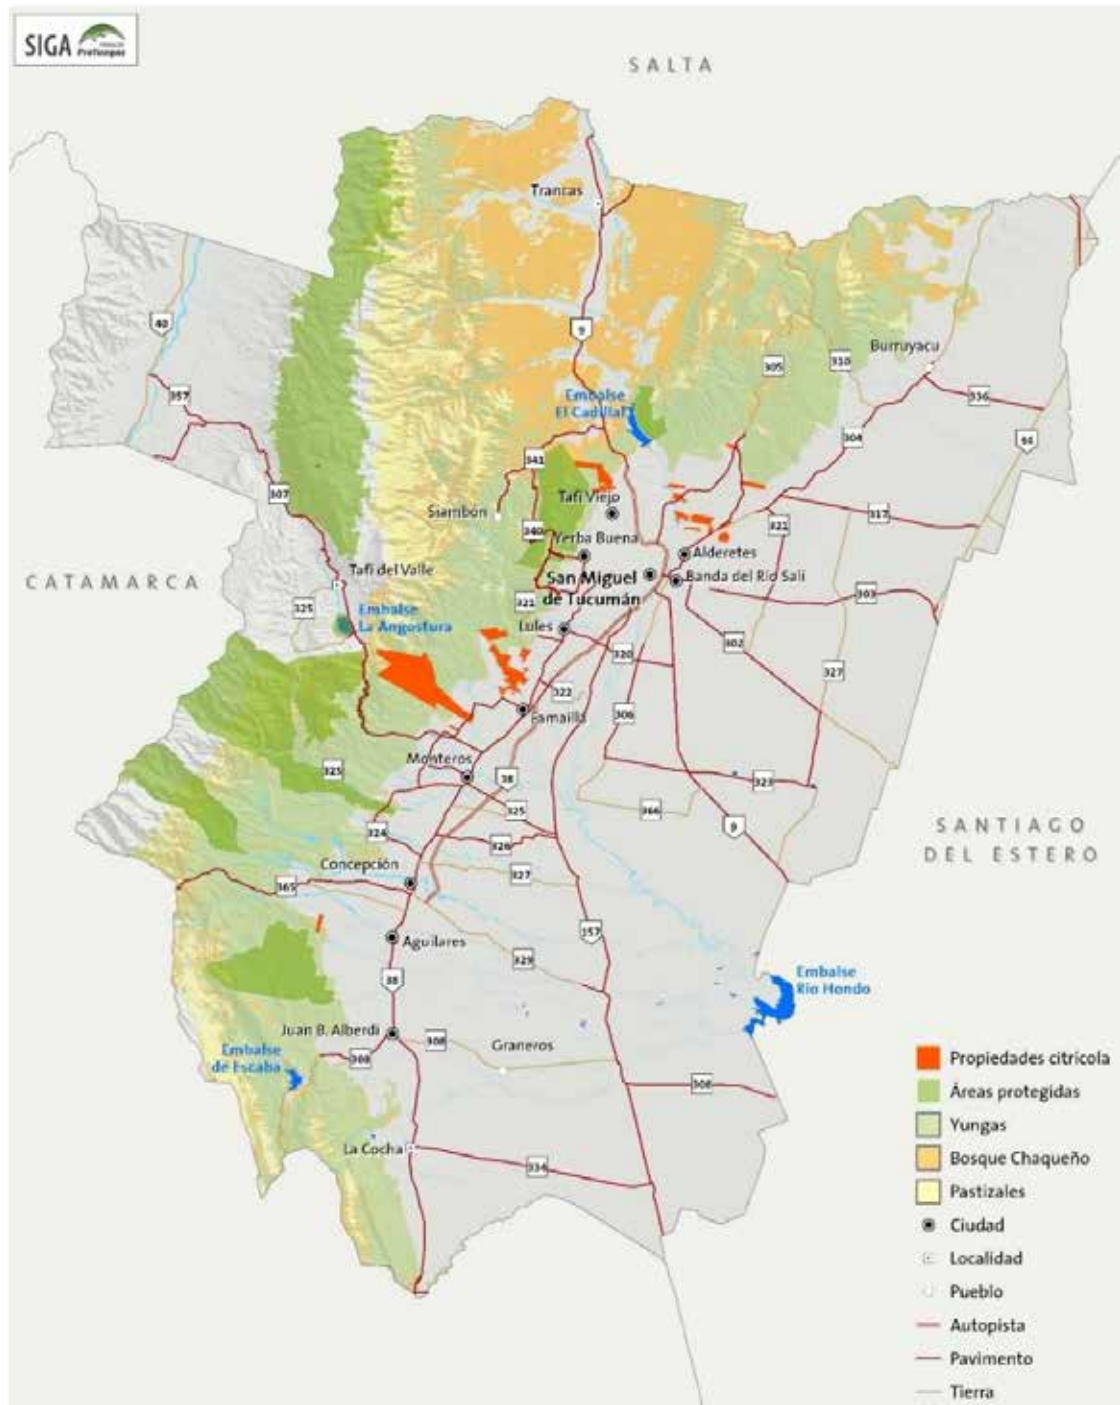 SIGA
ProYungas
SALTA
Trancas
40
9
Burruyacu
305
310
357
Embalse
El Cadillal
336
304
94
341
307
Tafí Viejo
Siambón
317
321
340
Yerba Buena
Alderetes
CATAMARCA
Tafí del Valle
San Miguel
de Tucumán
Banda del Río Salí
325
321
303
Embalse
La Angostura
Lules
302
320
327
322
306
Famaillá
Monteros
325
38
323
325
366
324
9
326
SANTIAGO
DEL ESTERO
Concepción
327
365
157
Aguilares
329
38
Embalse
Río Hondo
Juan B. Alberdi
308
Graneros
Embalse
de Escaba
308
308
La Cocha
334
Propiedades citrícola
Áreas protegidas
Yungas
Bosque Chaqueño
Pastizales
Ciudad
Localidad
Pueblo
Autopista
Pavimento
Tierra